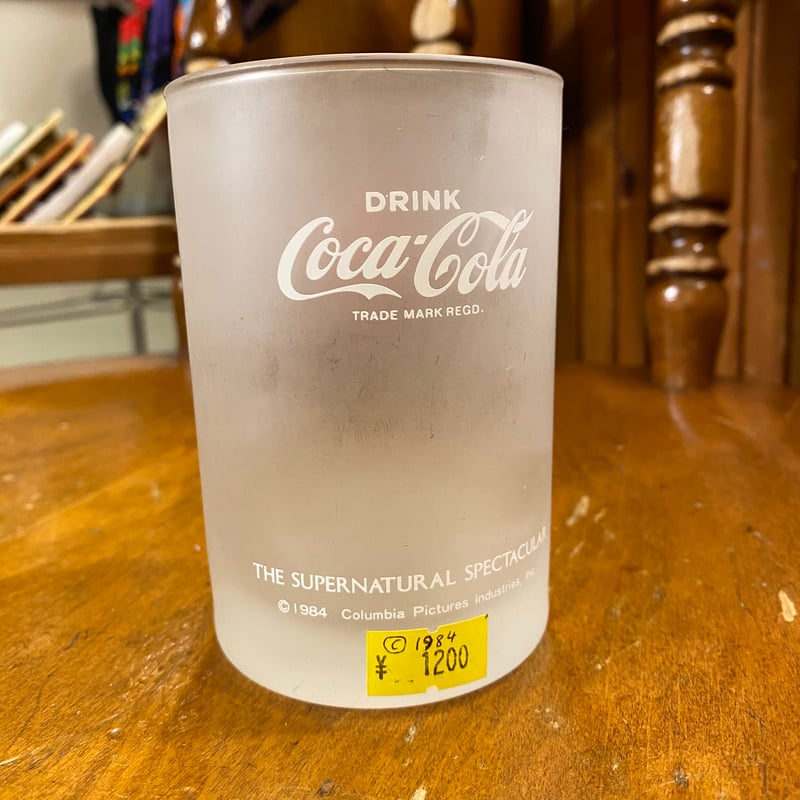 DRINK
Coca-Cola
TRADE MARK REGD.
THE SUPERNATURAL SPECTACULAR
©1984 Columbia Pictures Industries, Inc.
© 1984
¥ 1200